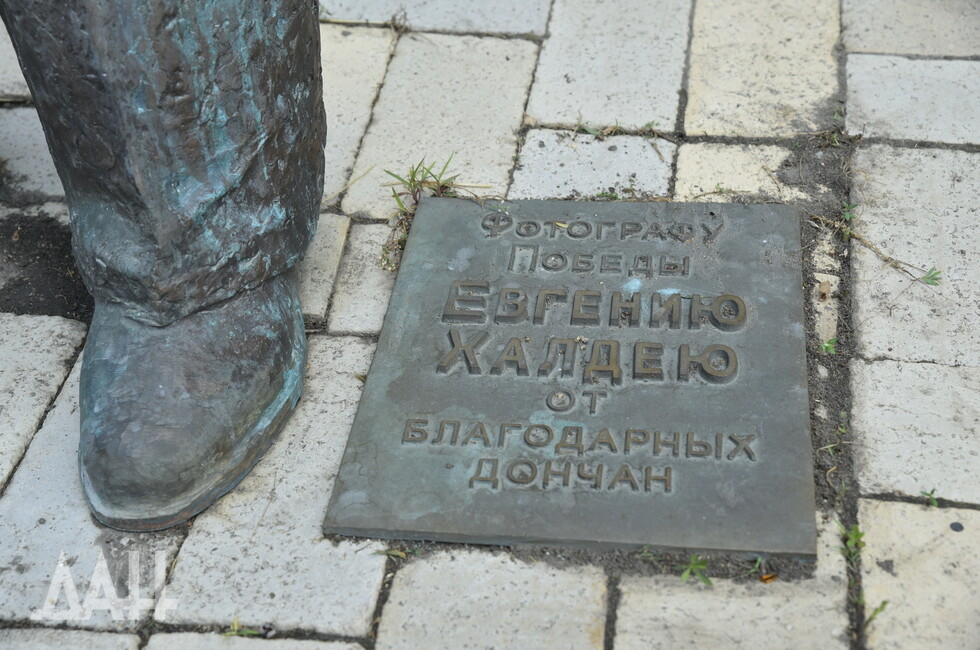 Фотографу
Победы
Евгению
Халдею
от
благодарных
дончан
ДАН